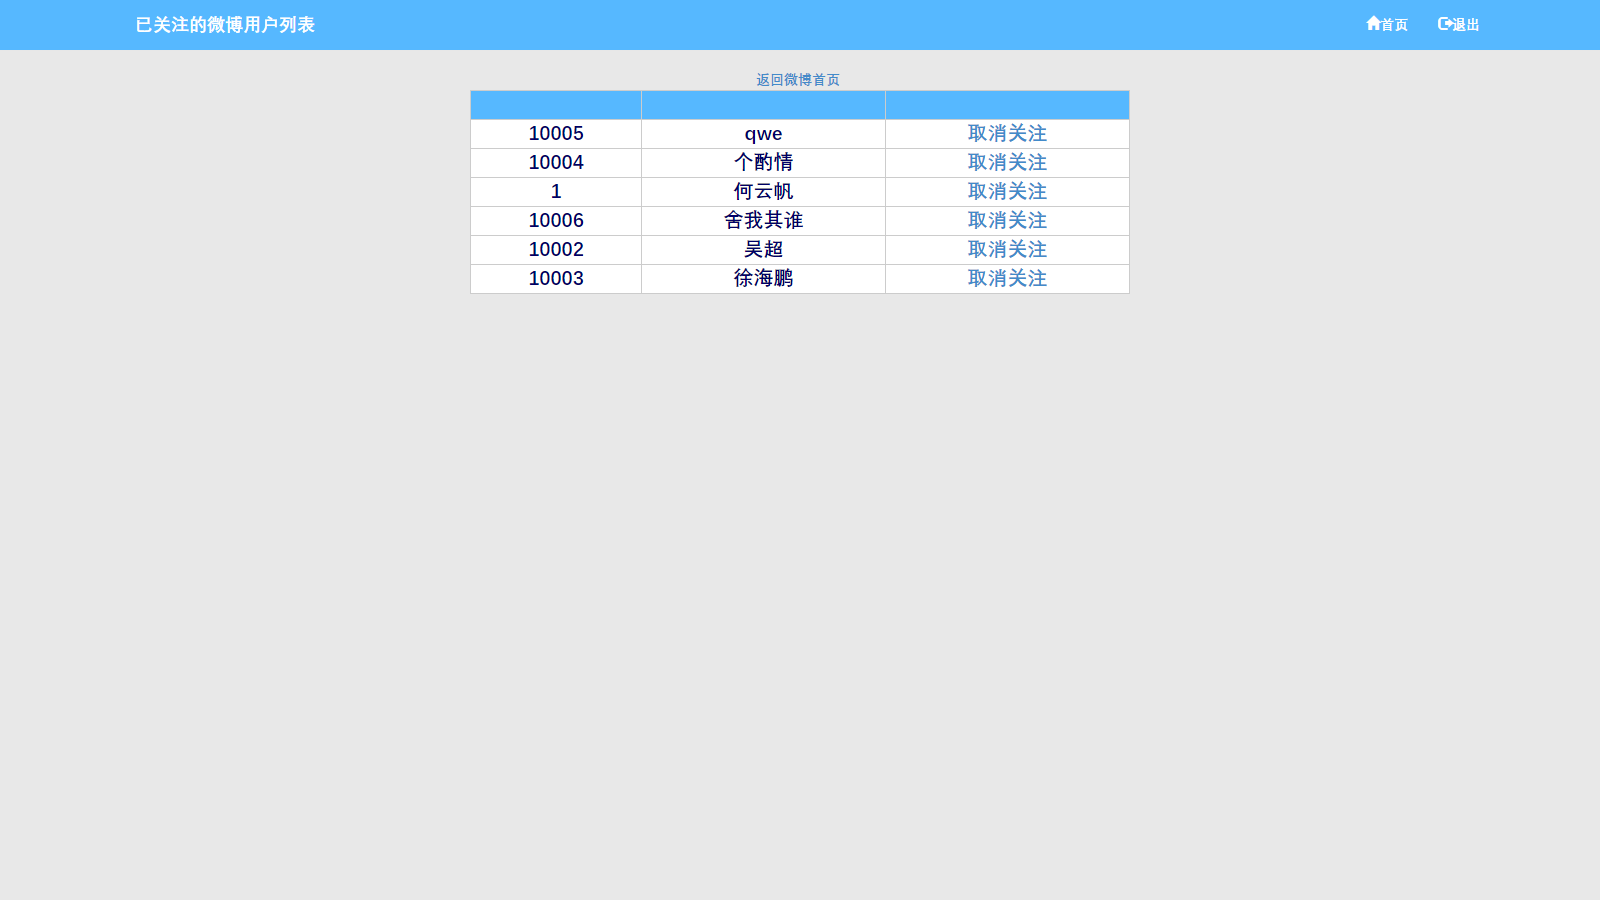 已关注的微博用户列表
首页 退出
返回微博首页
10005 qwe 取消关注
10004 个酌情 取消关注
1 何云帆 取消关注
10006 舍我其谁 取消关注
10002 吴超 取消关注
10003 徐海鹏 取消关注